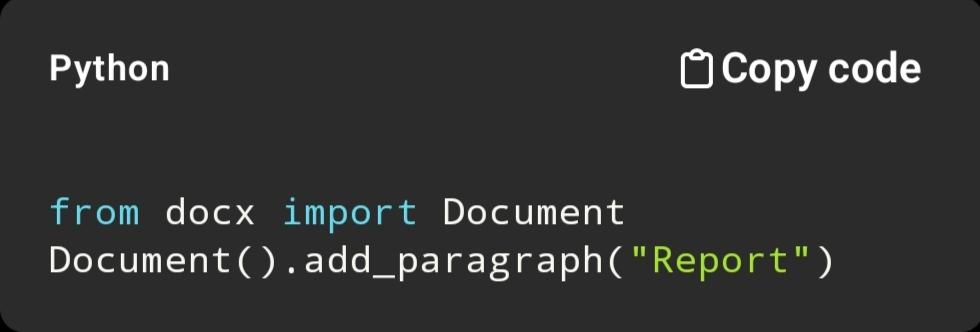 Python
Copy code
from docx import Document
Document().add_paragraph("Report")